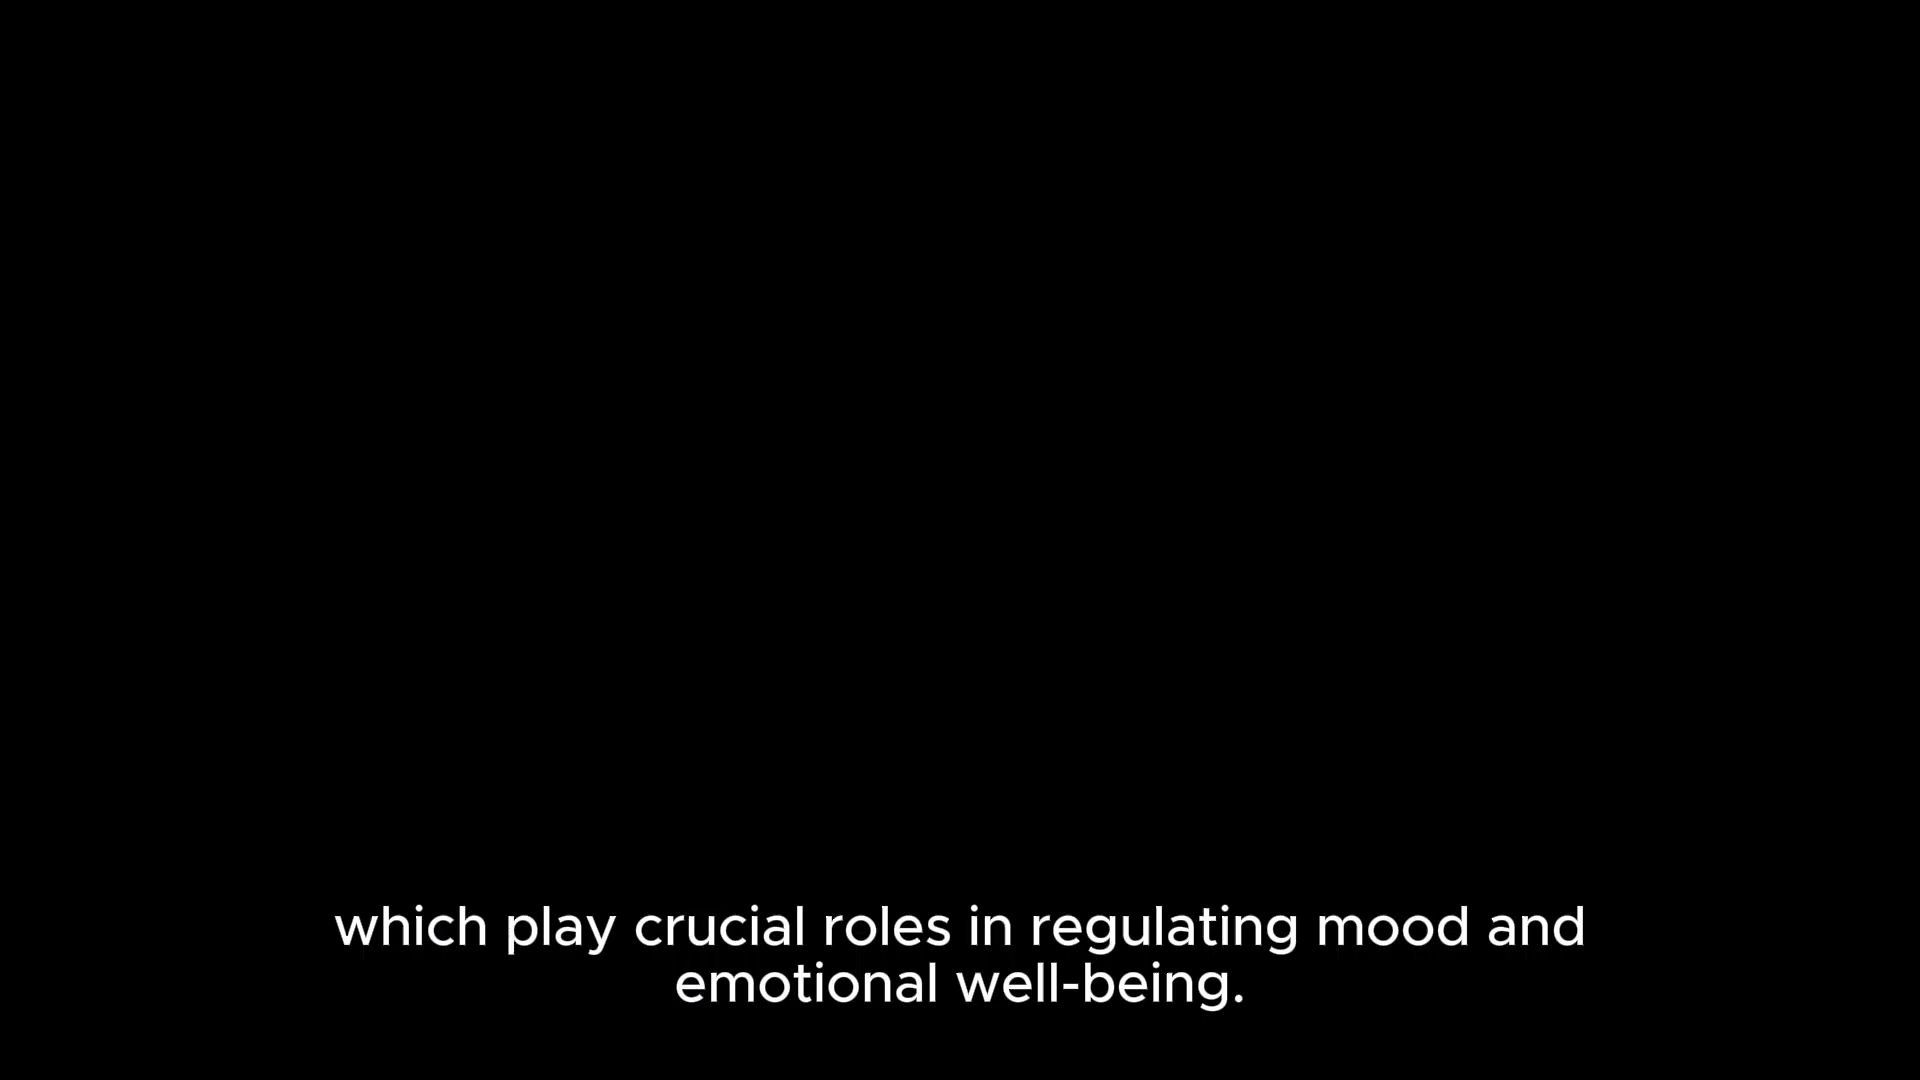 which play crucial roles in regulating mood and
emotional well-being.